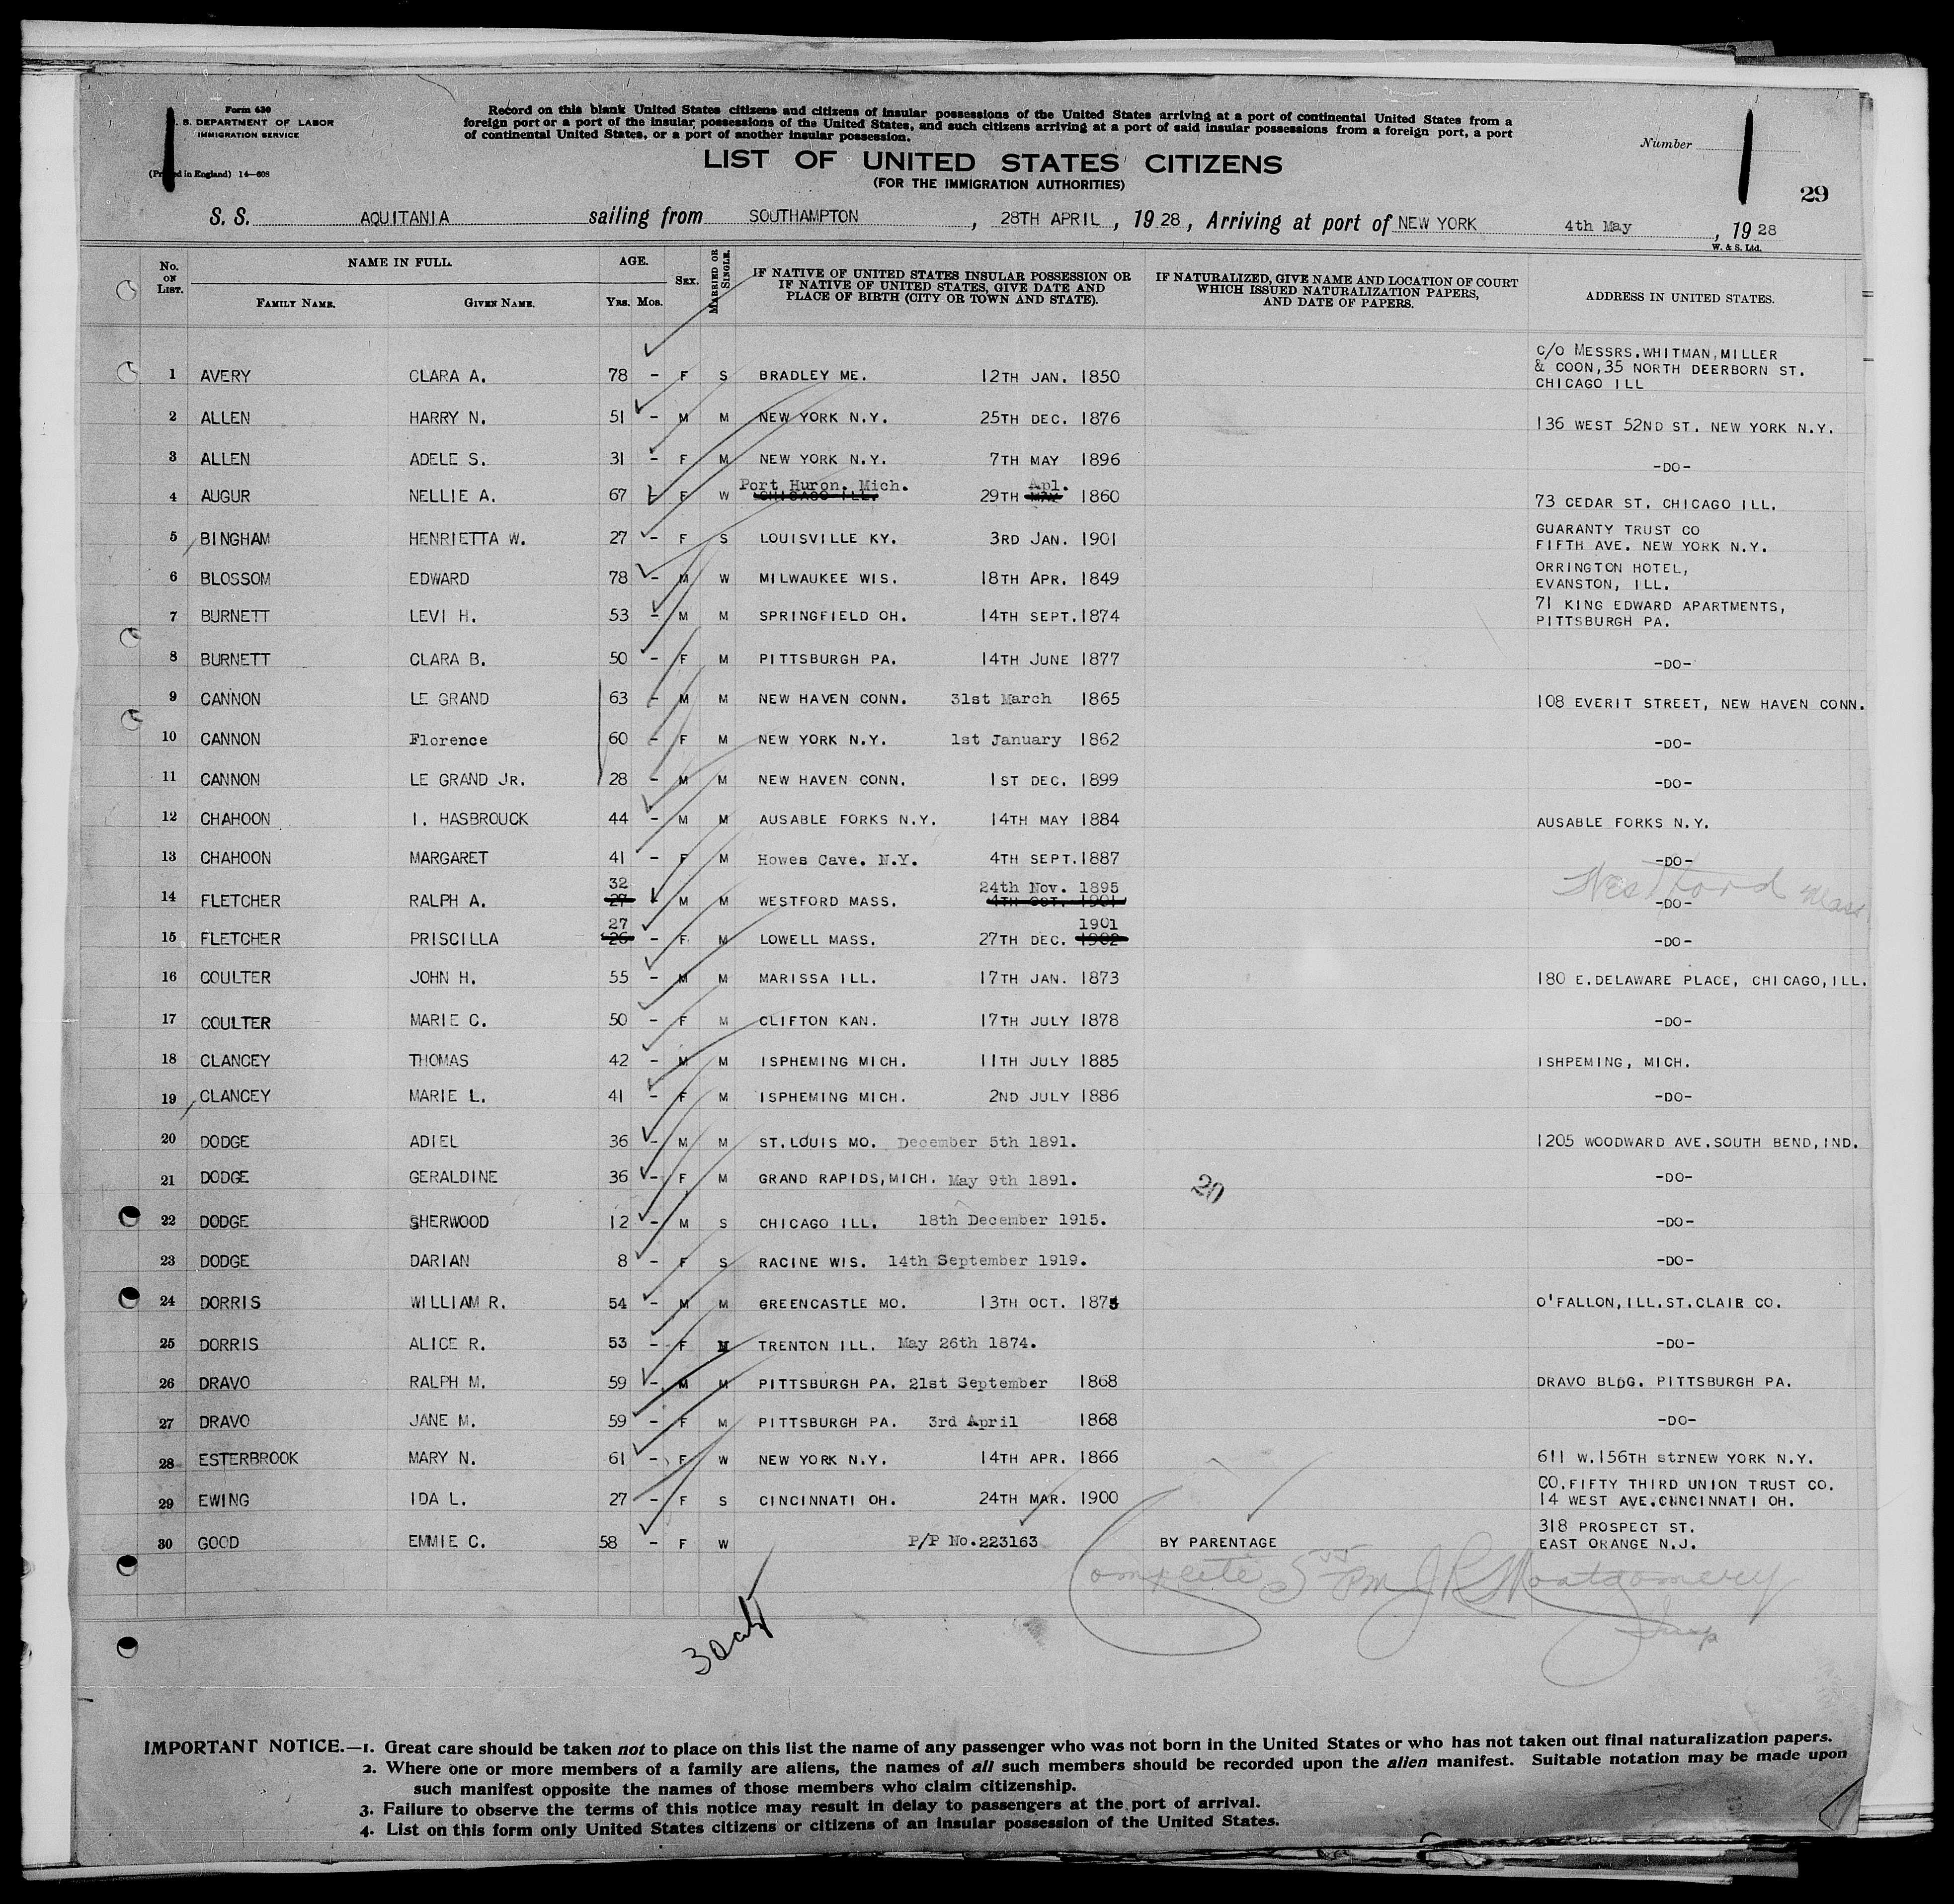 Form 630
S. DEPARTMENT OF LABOR
IMMIGRATION SERVICE
(Pr ed in England) 14—608
Record on this blank United States citizens and citizens of insular possessions of the United States arriving at a port of continental United States from a
foreign port or a port of the insular possessions of the United States, and such citizens arriving at a port of said insular possessions from a foreign port, a port
of continental United States, or a port of another insular possession.
LIST OF UNITED STATES CITIZENS
(FOR THE IMMIGRATION AUTHORITIES)
Number
29
S. S. AQUITANIA sailing from SOUTHAMPTON, 28TH APRIL, 1928, Arriving at port of NEW YORK 4th May, 1928
W. & S. Ltd.
No. ON LIST. NAME IN FULL. FAMILY NAME. GIVEN NAME. AGE. YRS. MOS. SEX. MARRIED OR SINGLE. IF NATIVE OF UNITED STATES INSULAR POSSESSION OR IF NATIVE OF UNITED STATES, GIVE DATE AND PLACE OF BIRTH (CITY OR TOWN AND STATE). IF NATURALIZED, GIVE NAME AND LOCATION OF COURT WHICH ISSUED NATURALIZATION PAPERS, AND DATE OF PAPERS. ADDRESS IN UNITED STATES.
1 AVERY CLARA A. 78 – F S BRADLEY ME. 12TH JAN. 1850 C/O MESSRS.WHITMAN,MILLER & COON,35 NORTH DEERBORN ST. CHICAGO ILL
2 ALLEN HARRY N. 51 – M M NEW YORK N.Y. 25TH DEC. 1876 136 WEST 52ND ST. NEW YORK N.Y.
3 ALLEN ADELE S. 31 – F M NEW YORK N.Y. 7TH MAY 1896 –DO–
4 AUGUR NELLIE A. 67 – F W Port Huron. Mich. CHICAGO ILL. 29TH Apl. MAY 1860 73 CEDAR ST. CHICAGO ILL.
5 BINGHAM HENRIETTA W. 27 – F S LOUISVILLE KY. 3RD JAN. 1901 GUARANTY TRUST CO FIFTH AVE. NEW YORK N.Y.
6 BLOSSOM EDWARD 78 – M W MILWAUKEE WIS. 18TH APR. 1849 ORRINGTON HOTEL, EVANSTON, ILL.
7 BURNETT LEVI H. 53 – M M SPRINGFIELD OH. 14TH SEPT.1874 71 KING EDWARD APARTMENTS, PITTSBURGH PA.
8 BURNETT CLARA B. 50 – F M PITTSBURGH PA. 14TH JUNE 1877 –DO–
9 CANNON LE GRAND 63 – M M NEW HAVEN CONN. 31st March 1865 108 EVERIT STREET, NEW HAVEN CONN.
10 CANNON Florence 60 – F M NEW YORK N.Y. 1st January 1862 –DO–
11 CANNON LE GRAND JR. 28 – M M NEW HAVEN CONN. 1ST DEC. 1899 –DO–
12 CHAHOON I. HASBROUCK 44 – M M AUSABLE FORKS N.Y. 14TH MAY 1884 AUSABLE FORKS N.Y.
13 CHAHOON MARGARET 41 – F M Howes Cave. N.Y. 4TH SEPT.1887 –DO–
14 FLETCHER RALPH A. 32 27 M M WESTFORD MASS. 24th Nov. 1895 4TH OCT. 1901 –DO– Westford Mass
15 FLETCHER PRISCILLA 27 26 – F M LOWELL MASS. 27TH DEC. 1901 1902 –DO–
16 COULTER JOHN H. 55 – M M MARISSA ILL. 17TH JAN. 1873 180 E.DELAWARE PLACE, CHICAGO,ILL.
17 COULTER MARIE C. 50 – F M CLIFTON KAN. 17TH JULY 1878 –DO–
18 CLANCEY THOMAS 42 – M M ISPHEMING MICH. 11TH JULY 1885 ISHPEMING, MICH.
19 CLANCEY MARIE L. 41 – F M ISPHEMING MICH. 2ND JULY 1886 –DO–
20 DODGE ADIEL 36 – M M ST.LOUIS MO. December 5th 1891. 1205 WOODWARD AVE.SOUTH BEND,IND.
21 DODGE GERALDINE 36 – F M GRAND RAPIDS,MICH. May 9th 1891. 20 –DO–
22 DODGE SHERWOOD 12 – M S CHICAGO ILL. 18th December 1915. –DO–
23 DODGE DARIAN 8 – F S RACINE WIS. 14th September 1919. –DO–
24 DORRIS WILLIAM R. 54 – M M GREENCASTLE MO. 13TH OCT. 1873 O'FALLON,ILL.ST.CLAIR CO.
25 DORRIS ALICE R. 53 – F M TRENTON ILL. May 26th 1874. –DO–
26 DRAVO RALPH M. 59 – M M PITTSBURGH PA. 21st September 1868 DRAVO BLDG. PITTSBURGH PA.
27 DRAVO JANE M. 59 – F M PITTSBURGH PA. 3rd April 1868 –DO–
28 ESTERBROOK MARY N. 61 – F W NEW YORK N.Y. 14TH APR. 1866 611 W.156TH strNEW YORK N.Y.
29 EWING IDA L. 27 – F S CINCINNATI OH. 24TH MAR. 1900 CO.FIFTY THIRD UNION TRUST CO. 14 WEST AVE.CNNCINNATI OH.
30 GOOD EMMIE C. 58 – F W P/P No.223163 BY PARENTAGE 318 PROSPECT ST. EAST ORANGE N.J.
Complete 5 55 PM J R Montgomery
Insp
30
IMPORTANT NOTICE.—1. Great care should be taken not to place on this list the name of any passenger who was not born in the United States or who has not taken out final naturalization papers.
2. Where one or more members of a family are aliens, the names of all such members should be recorded upon the alien manifest. Suitable notation may be made upon
such manifest opposite the names of those members who claim citizenship.
3. Failure to observe the terms of this notice may result in delay to passengers at the port of arrival.
4. List on this form only United States citizens or citizens of an insular possession of the United States.